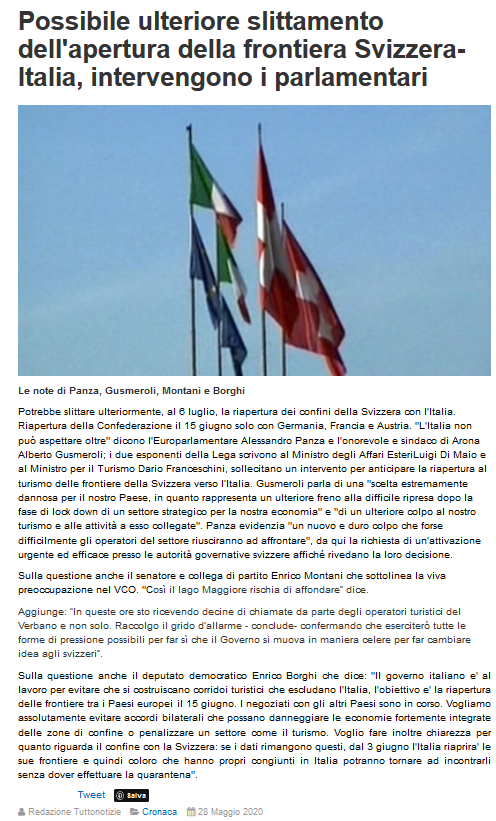 Possibile ulteriore slittamento
dell'apertura della frontiera Svizzera-
Italia, intervengono i parlamentari
Le note di Panza, Gusmeroli, Montani e Borghi
Potrebbe slittare ulteriormente, al 6 luglio, la riapertura dei confini della Svizzera con l'Italia.
Riapertura della Confederazione il 15 giugno solo con Germania, Francia e Austria. "L'Italia non
può aspettare oltre" dicono l'Europarlamentare Alessandro Panza e l'onorevole e sindaco di Arona
Alberto Gusmeroli; i due esponenti della Lega scrivono al Ministro degli Affari EsteriLuigi Di Maio e
al Ministro per il Turismo Dario Franceschini, sollecitano un intervento per anticipare la riapertura al
turismo delle frontiere della Svizzera verso l'Italia. Gusmeroli parla di una "scelta estremamente
dannosa per il nostro Paese, in quanto rappresenta un ulteriore freno alla difficile ripresa dopo la
fase di lock down di un settore strategico per la nostra economia" e "di un ulteriore colpo al nostro
turismo e alle attività a esso collegate". Panza evidenzia "un nuovo e duro colpo che forse
difficilmente gli operatori del settore riusciranno ad affrontare", da qui la richiesta di un'attivazione
urgente ed efficace presso le autorità governative svizzere affiché rivedano la loro decisione.
Sulla questione anche il senatore e collega di partito Enrico Montani che sottolinea la viva
preoccupazione nel VCO. "Così il lago Maggiore rischia di affondare" dice.
Aggiunge: "In queste ore sto ricevendo decine di chiamate da parte degli operatori turistici del
Verbano e non solo. Raccolgo il grido d'allarme - conclude- confermando che eserciterò tutte le
forme di pressione possibili per far sì che il Governo si muova in maniera celere per far cambiare
idea agli svizzeri".
Sulla questione anche il deputato democratico Enrico Borghi che dice: "Il governo italiano e' al
lavoro per evitare che si costruiscano corridoi turistici che escludano l'Italia, l'obiettivo e' la riapertura
delle frontiere tra i Paesi europei il 15 giugno. I negoziati con gli altri Paesi sono in corso. Vogliamo
assolutamente evitare accordi bilaterali che possano danneggiare le economie fortemente integrate
delle zone di confine o penalizzare un settore come il turismo. Voglio fare inoltre chiarezza per
quanto riguarda il confine con la Svizzera: se i dati rimangono questi, dal 3 giugno l'Italia riaprira' le
sue frontiere e quindi coloro che hanno propri congiunti in Italia potranno tornare ad incontrarli
senza dover effettuare la quarantena".
Tweet Salva
Redazione Tuttonotizie Cronaca 28 Maggio 2020